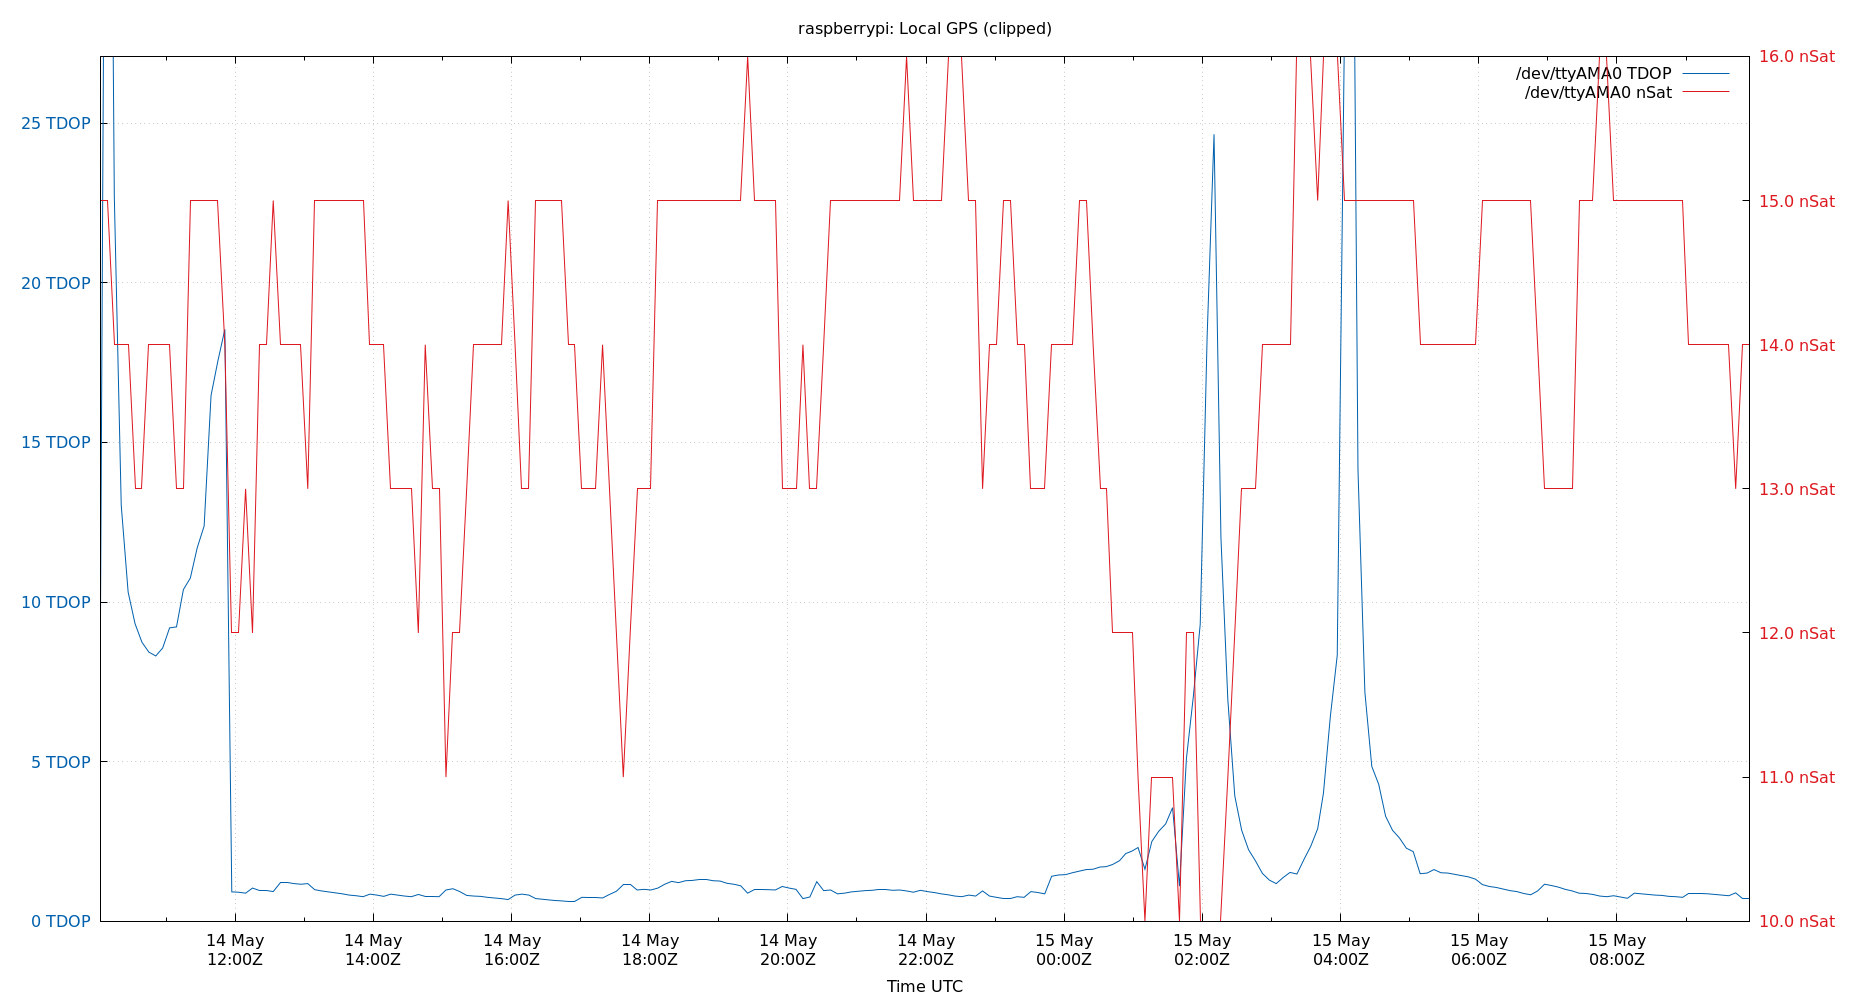 raspberrypi: Local GPS (clipped)
16.0 nSat
/dev/ttyAMA0 TDOP
/dev/ttyAMA0 nSat
25 TDOP
15.0 nSat
20 TDOP
14.0 nSat
15 TDOP
13.0 nSat
10 TDOP
12.0 nSat
5 TDOP
11.0 nSat
0 TDOP
10.0 nSat
14 May 14 May 14 May 14 May 14 May 14 May 15 May 15 May 15 May 15 May 15 May
12:00Z 14:00Z 16:00Z 18:00Z 20:00Z 22:00Z 00:00Z 02:00Z 04:00Z 06:00Z 08:00Z
Time UTC